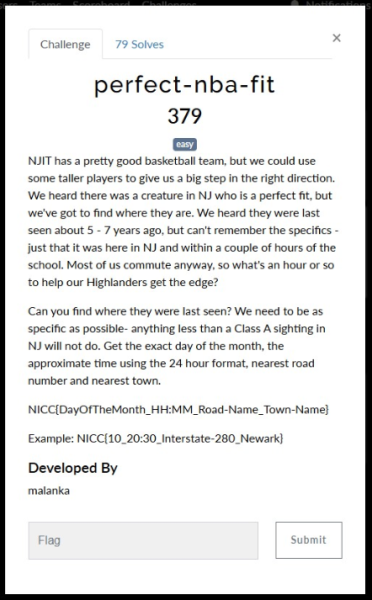 Teams Scoreboard Challenges Notifications
Challenge 79 Solves ×
perfect-nba-fit
379
easy
NJIT has a pretty good basketball team, but we could use
some taller players to give us a big step in the right direction.
We heard there was a creature in NJ who is a perfect fit, but
we've got to find where they are. We heard they were last
seen about 5 - 7 years ago, but can't remember the specifics -
just that it was here in NJ and within a couple of hours of the
school. Most of us commute anyway, so what's an hour or so
to help our Highlanders get the edge?
Can you find where they were last seen? We need to be as
specific as possible- anything less than a Class A sighting in
NJ will not do. Get the exact day of the month, the
approximate time using the 24 hour format, nearest road
number and nearest town.
NICC{DayOfTheMonth_HH:MM_Road-Name_Town-Name}
Example: NICC{10_20:30_Interstate-280_Newark}
Developed By
malanka
Flag Submit